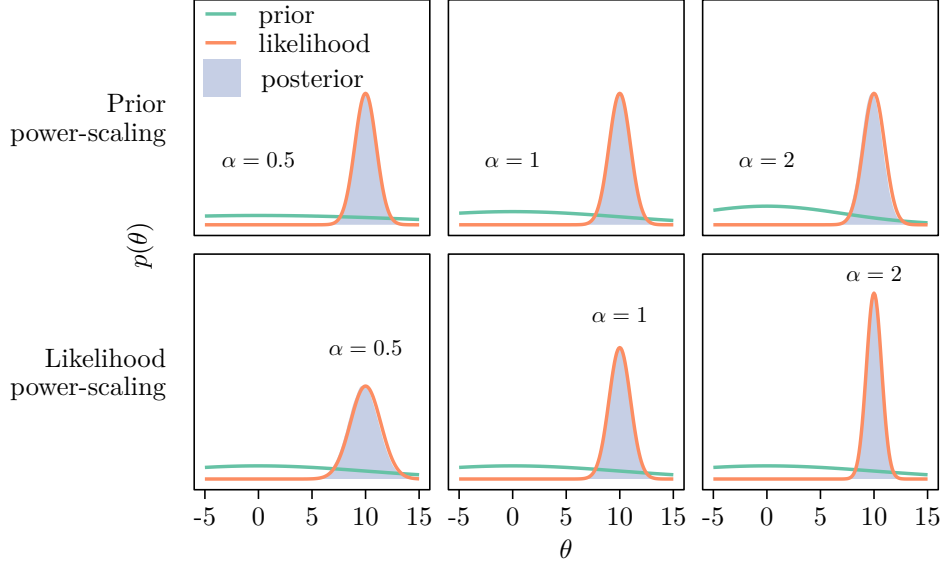 prior
likelihood
posterior
Prior
power-scaling
α = 0.5
α = 1
α = 2
p(θ)
Likelihood
power-scaling
α = 0.5
α = 1
α = 2
-5 0 5 10 15
-5 0 5 10 15
-5 0 5 10 15
θ